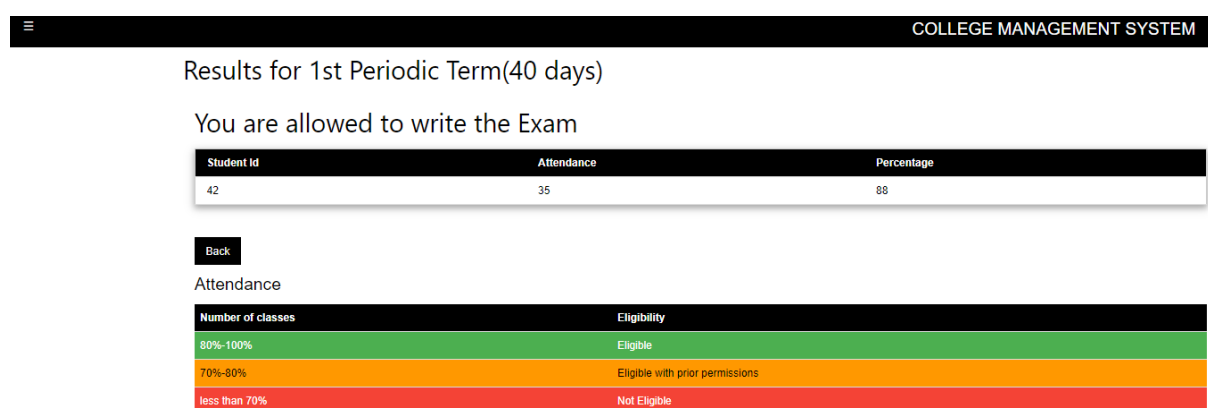 ☰ COLLEGE MANAGEMENT SYSTEM
Results for 1st Periodic Term(40 days)
You are allowed to write the Exam
Student Id Attendance Percentage
42 35 88
Back
Attendance
Number of classes Eligibility
80%-100% Eligible
70%-80% Eligible with prior permissions
less than 70% Not Eligible